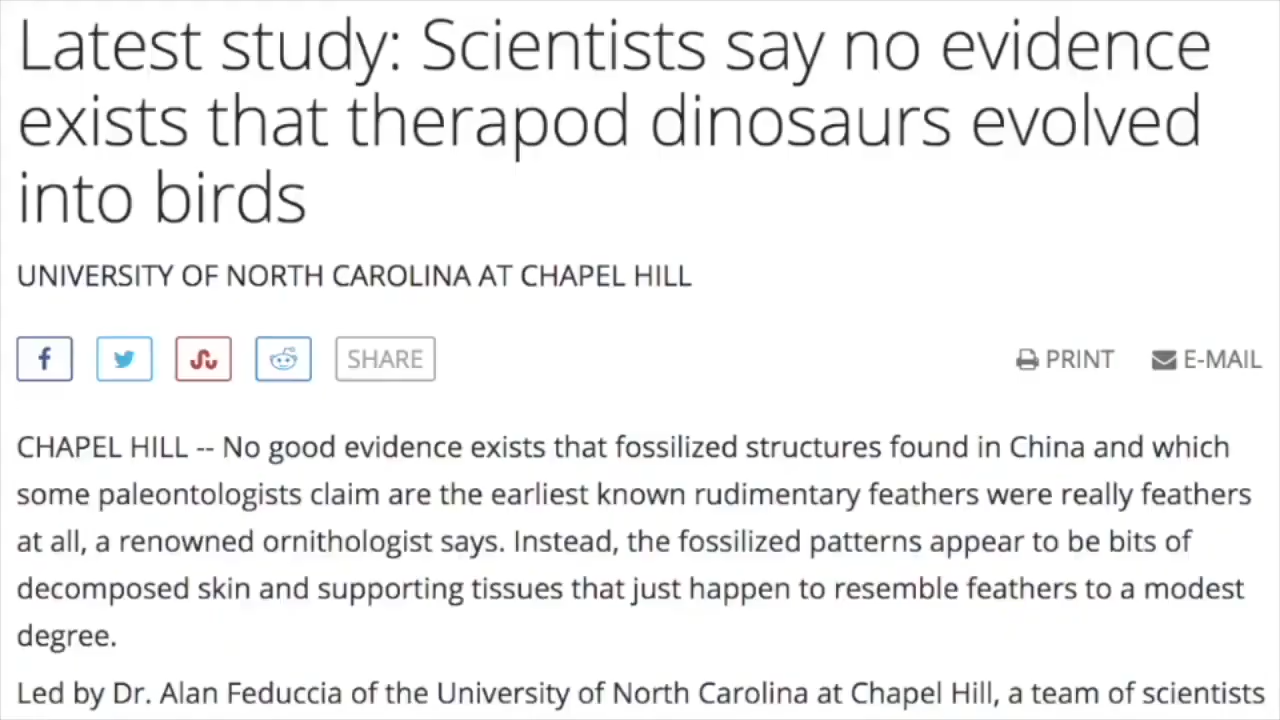 Latest study: Scientists say no evidence
exists that therapod dinosaurs evolved
into birds
UNIVERSITY OF NORTH CAROLINA AT CHAPEL HILL
SHARE
PRINT
E-MAIL
CHAPEL HILL -- No good evidence exists that fossilized structures found in China and which
some paleontologists claim are the earliest known rudimentary feathers were really feathers
at all, a renowned ornithologist says. Instead, the fossilized patterns appear to be bits of
decomposed skin and supporting tissues that just happen to resemble feathers to a modest
degree.
Led by Dr. Alan Feduccia of the University of North Carolina at Chapel Hill, a team of scientists